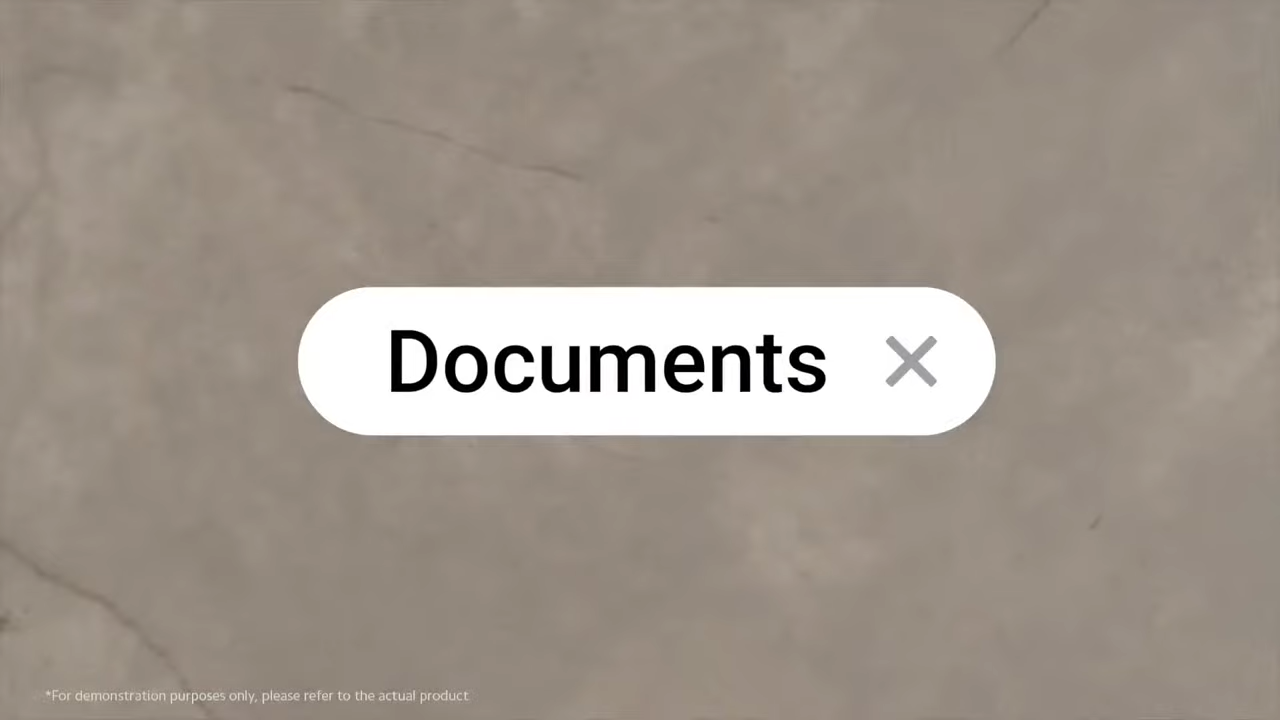 Documents
*For demonstration purposes only, please refer to the actual product.